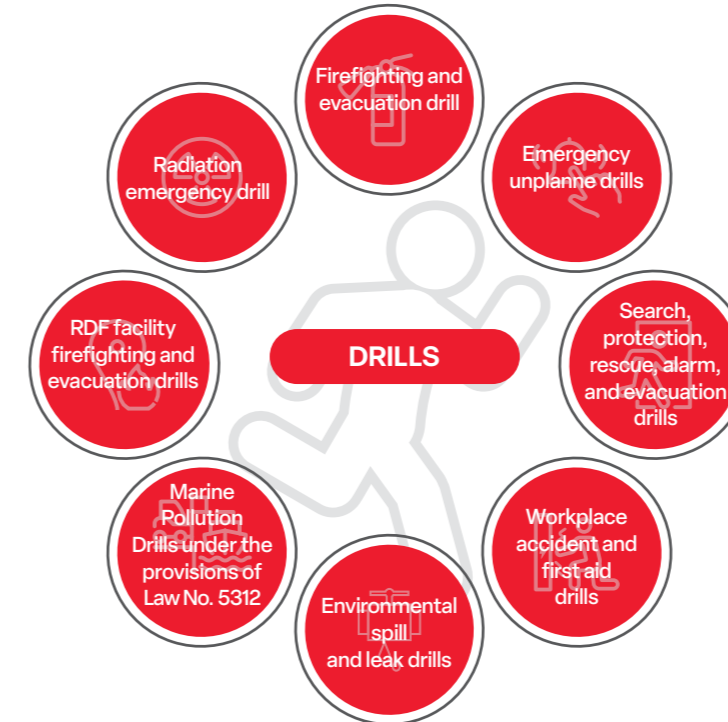 Firefighting and
evacuation drill
Emergency
unplanne drills
Search,
protection,
rescue, alarm,
and evacuation
drills
Workplace
accident and
first aid
drills
Environmental
spill
and leak drills
Marine
Pollution
Drills under the
provisions of
Law No. 5312
RDF facility
firefighting and
evacuation drills
Radiation
emergency drill
DRILLS